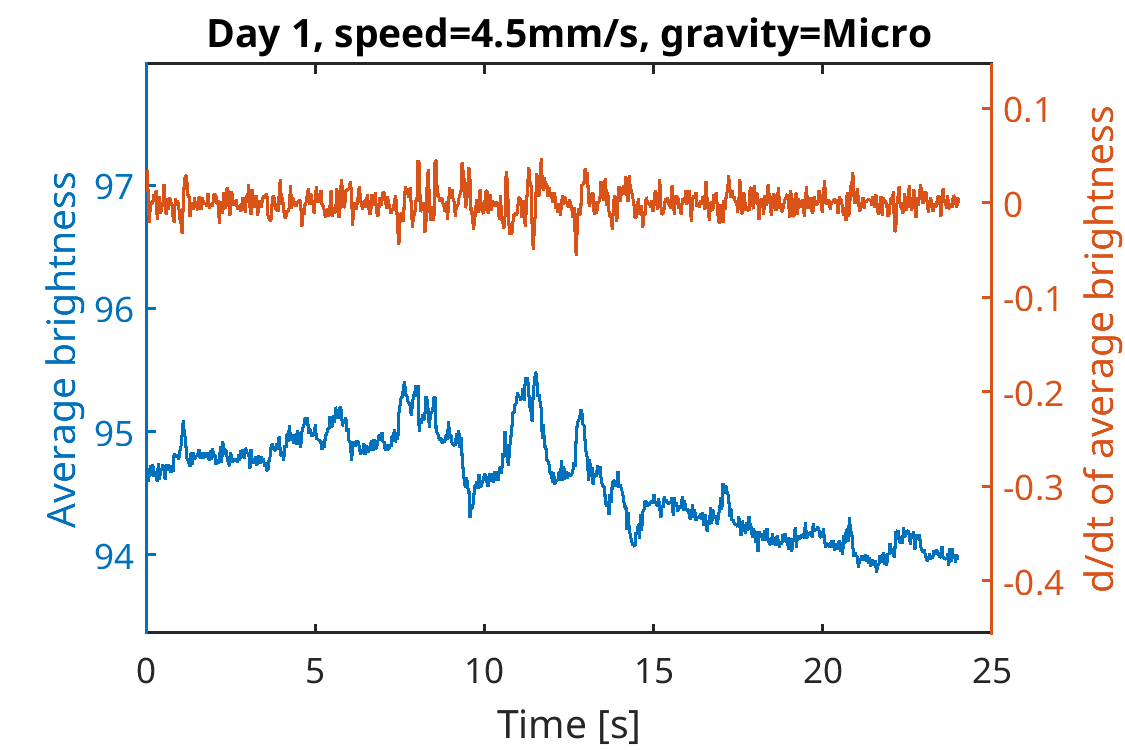 Day 1, speed=4.5mm/s, gravity=Micro
Average brightness
97
96
95
94
0.1
0
-0.1
-0.2
-0.3
-0.4
d/dt of average brightness
0 5 10 15 20 25
Time [s]